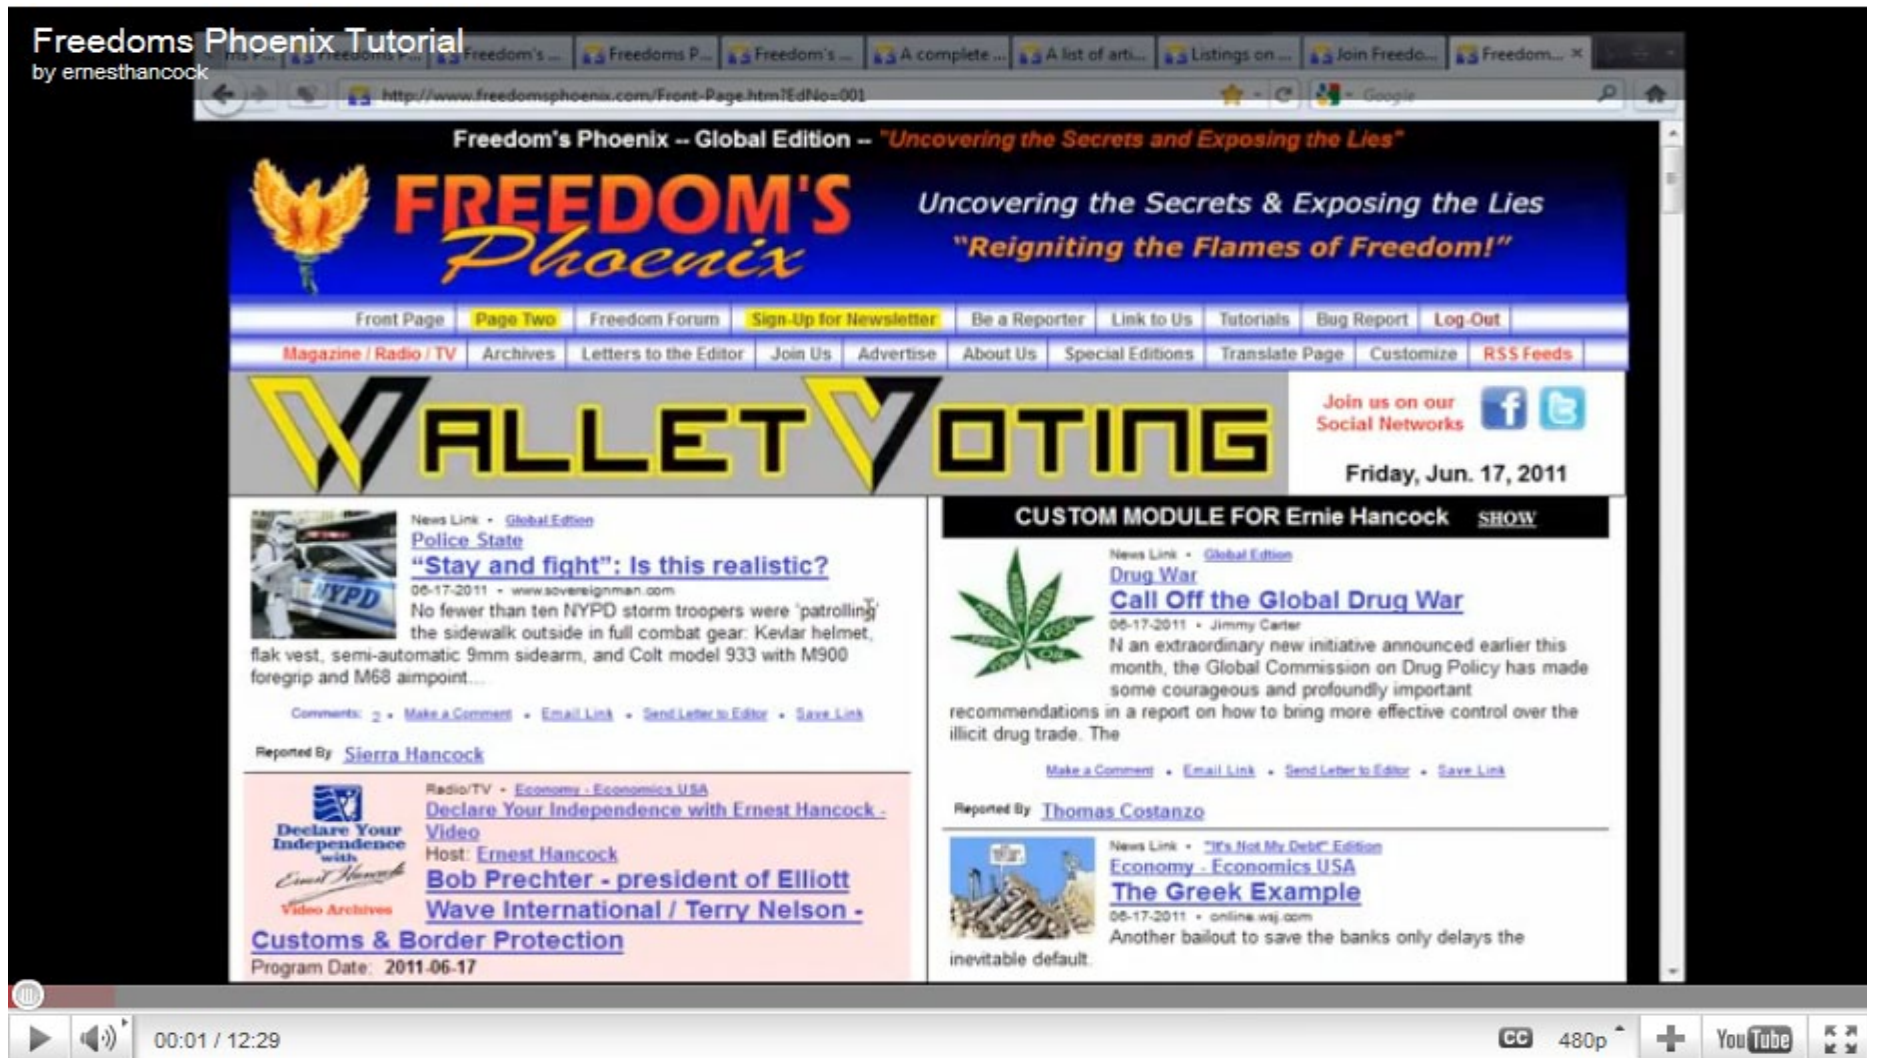 Freedoms Phoenix Tutorial
by ernesthancock
Freedom's ...
Freedoms P...
Freedom's ...
A complete ...
A list of arti...
Listings on ...
Join Freedo...
Freedom... ×
http://www.freedomsphoenix.com/Front-Page.htm?EdNo=001
Google
Freedom's Phoenix -- Global Edition -- "Uncovering the Secrets and Exposing the Lies"
FREEDOM'S
Phoenix
Uncovering the Secrets & Exposing the Lies
"Reigniting the Flames of Freedom!"
Front Page Page Two Freedom Forum Sign-Up for Newsletter Be a Reporter Link to Us Tutorials Bug Report Log-Out
Magazine / Radio / TV Archives Letters to the Editor Join Us Advertise About Us Special Editions Translate Page Customize RSS Feeds
WALLET VOTING
Join us on our
Social Networks
Friday, Jun. 17, 2011
NYPD
News Link • Global Edtion
Police State
“Stay and fight”: Is this realistic?
06-17-2011 • www.sovereignman.com
No fewer than ten NYPD storm troopers were 'patrolling'
the sidewalk outside in full combat gear: Kevlar helmet,
flak vest, semi-automatic 9mm sidearm, and Colt model 933 with M900
foregrip and M68 aimpoint...
Comments: 2 • Make a Comment • Email Link • Send Letter to Editor • Save Link
Reported By Sierra Hancock
Declare Your
Independence
with
Ernest Hancock
Video Archives
Radio/TV • Economy - Economics USA
Declare Your Independence with Ernest Hancock -
Video
Host: Ernest Hancock
Bob Prechter - president of Elliott
Wave International / Terry Nelson -
Customs & Border Protection
Program Date: 2011-06-17
CUSTOM MODULE FOR Ernie Hancock SHOW
News Link • Global Edtion
Drug War
Call Off the Global Drug War
06-17-2011 • Jimmy Carter
N an extraordinary new initiative announced earlier this
month, the Global Commission on Drug Policy has made
some courageous and profoundly important
recommendations in a report on how to bring more effective control over the
illicit drug trade. The
Make a Comment • Email Link • Send Letter to Editor • Save Link
Reported By Thomas Costanzo
News Link • "It's Not My Debt" Edition
Economy - Economics USA
The Greek Example
06-17-2011 • online.wsj.com
Another bailout to save the banks only delays the
inevitable default.
00:01 / 12:29
CC
480p
YouTube